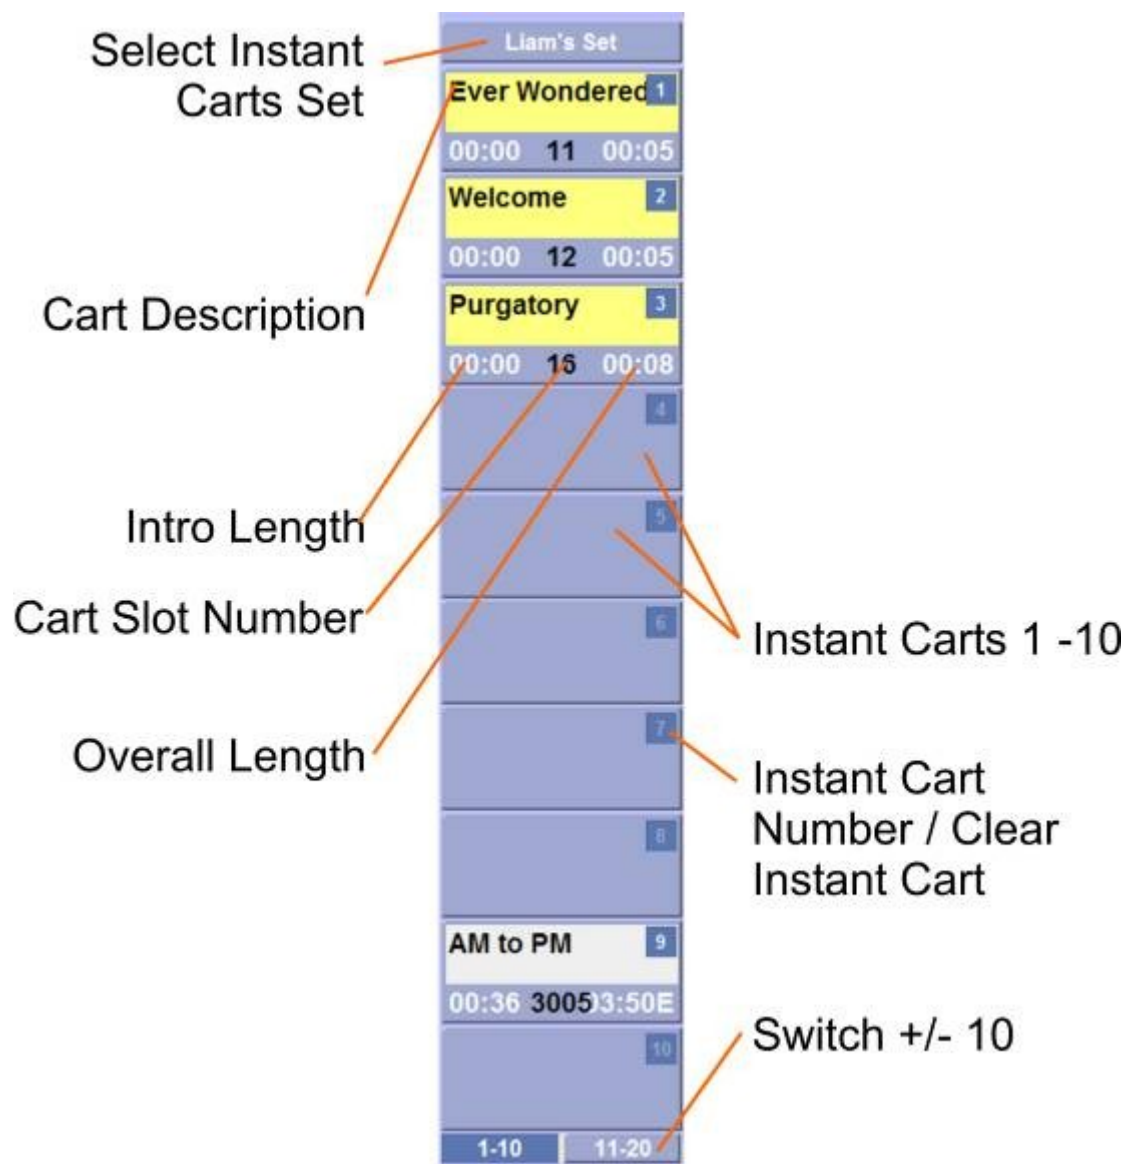 Select Instant
Carts Set
Liam's Set
Ever Wondered 1
00:00 11 00:05
Welcome 2
00:00 12 00:05
Cart Description
Purgatory 3
00:00 16 00:08
4
Intro Length
5
Cart Slot Number
6
Instant Carts 1 -10
Overall Length
7
Instant Cart
Number / Clear
Instant Cart
8
AM to PM 9
00:36 3005 03:50E
Switch +/- 10
10
1-10 11-20